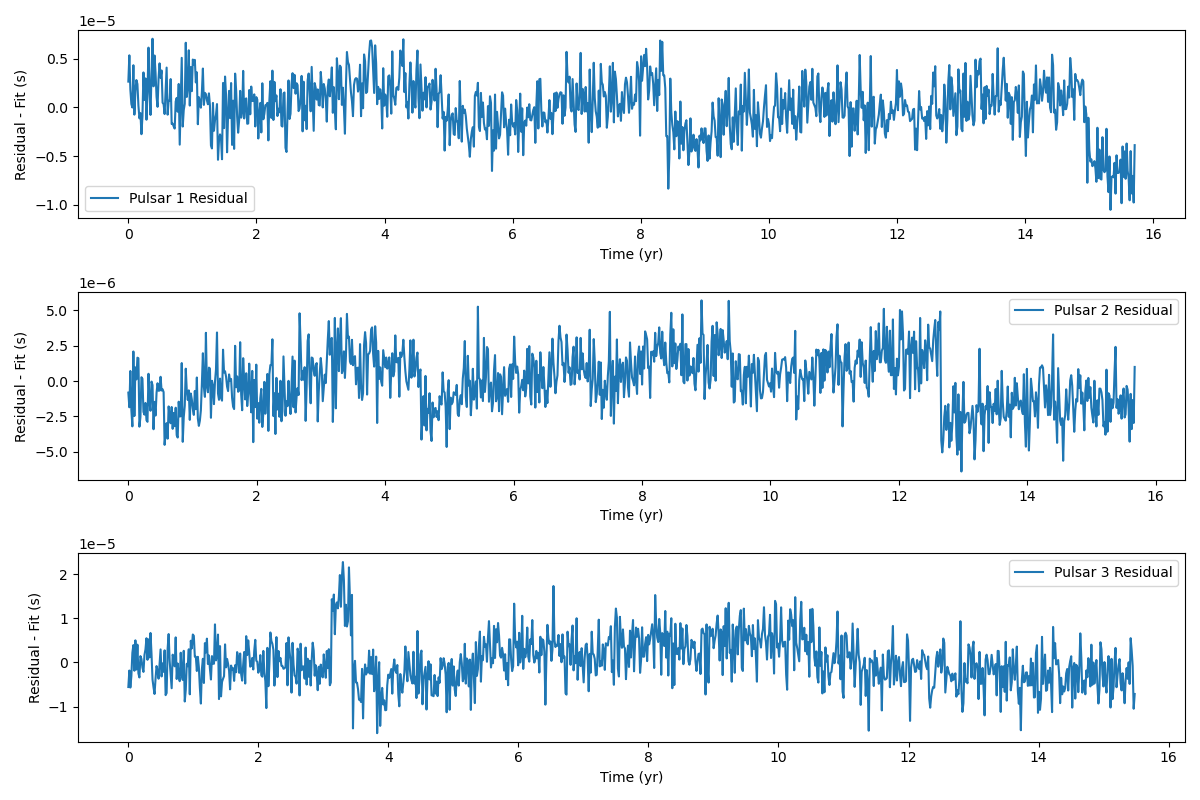 1e−5
Residual - Fit (s)
0.5
0.0
−0.5
−1.0
Pulsar 1 Residual
0 2 4 6 8 10 12 14 16
Time (yr)
1e−6
Residual - Fit (s)
5.0
2.5
0.0
−2.5
−5.0
Pulsar 2 Residual
0 2 4 6 8 10 12 14 16
Time (yr)
1e−5
Residual - Fit (s)
2
1
0
−1
Pulsar 3 Residual
0 2 4 6 8 10 12 14 16
Time (yr)